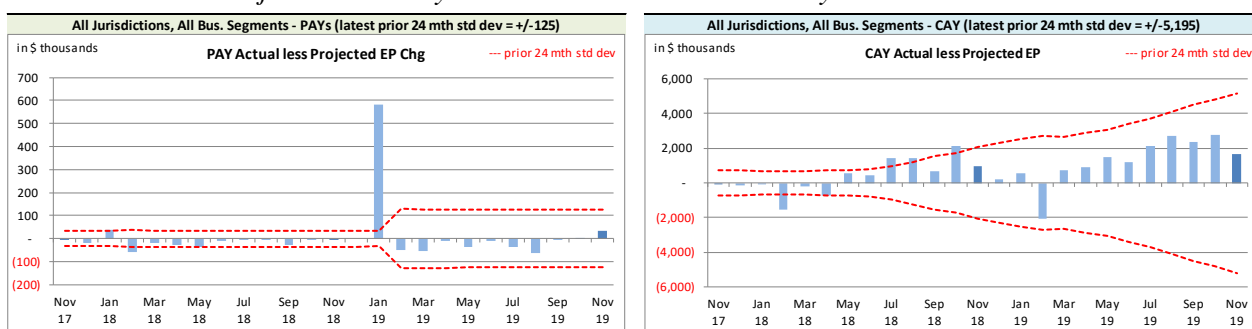 All Jurisdictions, All Bus. Segments - PAYs (latest prior 24 mth std dev = +/-125)
in $ thousands
PAY Actual less Projected EP Chg
--- prior 24 mth std dev
700
600
500
400
300
200
100
-
(100)
(200)
Nov Jan Mar May Jul Sep Nov Jan Mar May Jul Sep Nov
17 18 18 18 18 18 18 19 19 19 19 19 19
All Jurisdictions, All Bus. Segments - CAY (latest prior 24 mth std dev = +/-5,195)
in $ thousands
CAY Actual less Projected EP
--- prior 24 mth std dev
6,000
4,000
2,000
-
(2,000)
(4,000)
(6,000)
Nov Jan Mar May Jul Sep Nov Jan Mar May Jul Sep Nov
17 18 18 18 18 18 18 19 19 19 19 19 19